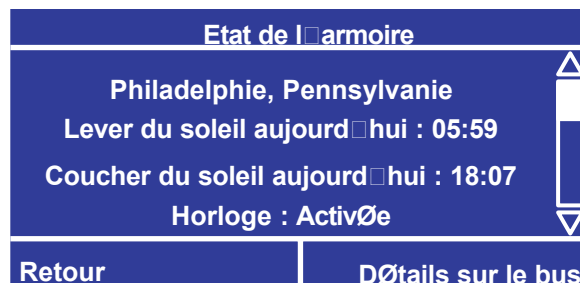 Etat de l□armoire
Philadelphie, Pennsylvanie
Lever du soleil aujourd□hui : 05:59
Coucher du soleil aujourd□hui : 18:07
Horloge : ActivØe
Retour
DØtails sur le bus